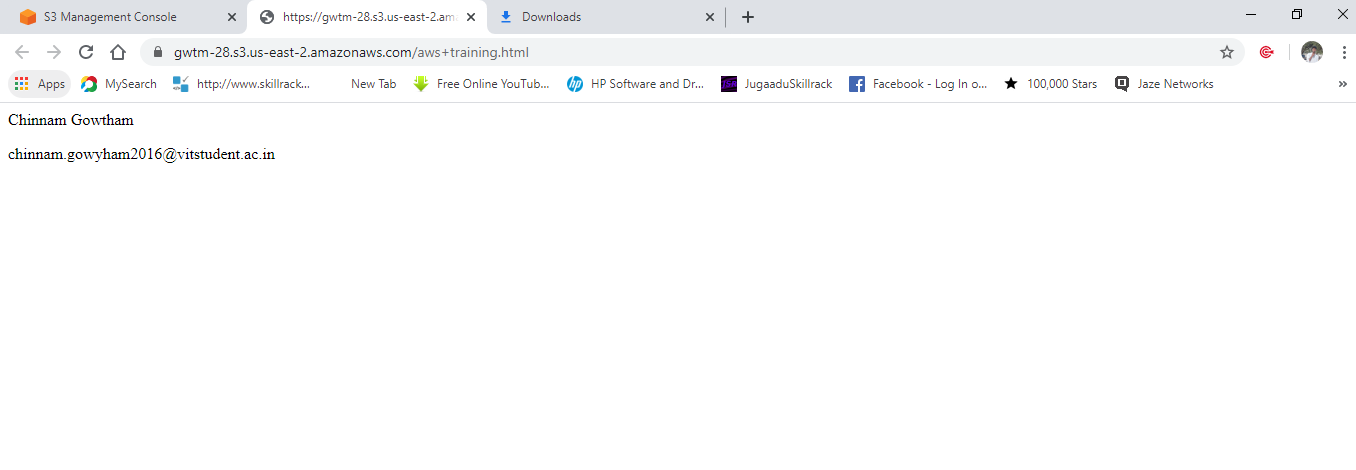 S3 Management Console
https://gwtm-28.s3.us-east-2.ama
Downloads
gwtm-28.s3.us-east-2.amazonaws.com/aws+training.html
Apps MySearch http://www.skillrack... New Tab Free Online YouTub... HP Software and Dr... JugaaduSkillrack Facebook - Log In o... 100,000 Stars Jaze Networks
Chinnam Gowtham
chinnam.gowyham2016@vitstudent.ac.in